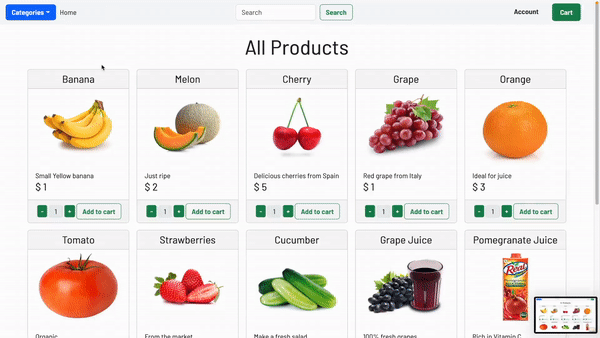 Categories Home Search Search Account Cart
All Products
Banana Melon Cherry Grape Orange
Small Yellow banana Just ripe Delicious cherries from Spain Red grape from Italy Ideal for juice
$ 1 $ 2 $ 5 $ 1 $ 3
- 1 + Add to cart - 1 + Add to cart - 1 + Add to cart - 1 + Add to cart - 1 + Add to cart
Tomato Strawberries Cucumber Grape Juice Pomegranate Juice
Real
Organic From the market Make a fresh salad 100% fresh grapes Rich in Vitamin C